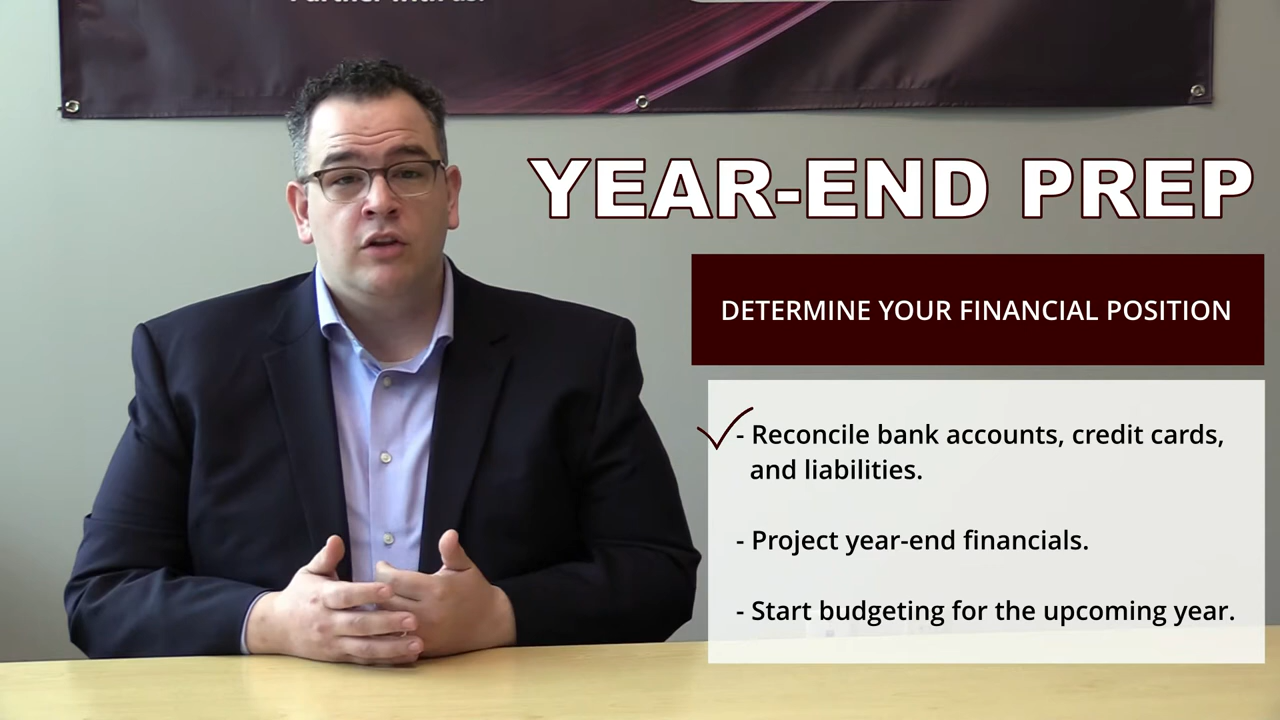 YEAR-END PREP
DETERMINE YOUR FINANCIAL POSITION
- Reconcile bank accounts, credit cards,
and liabilities.
- Project year-end financials.
- Start budgeting for the upcoming year.